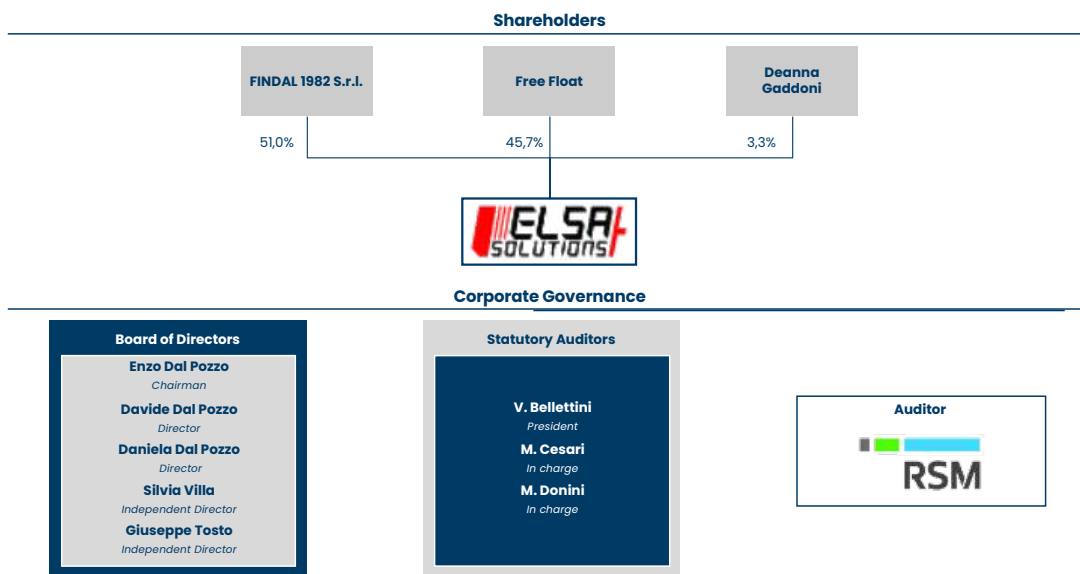 Shareholders
FINDAL 1982 S.r.l.
Free Float
Deanna
Gaddoni
51,0%
45,7%
3,3%
ELSA
SOLUTIONS
Corporate Governance
Board of Directors
Enzo Dal Pozzo
Chairman
Davide Dal Pozzo
Director
Daniela Dal Pozzo
Director
Silvia Villa
Independent Director
Giuseppe Tosto
Independent Director
Statutory Auditors
V. Bellettini
President
M. Cesari
In charge
M. Donini
In charge
Auditor
RSM